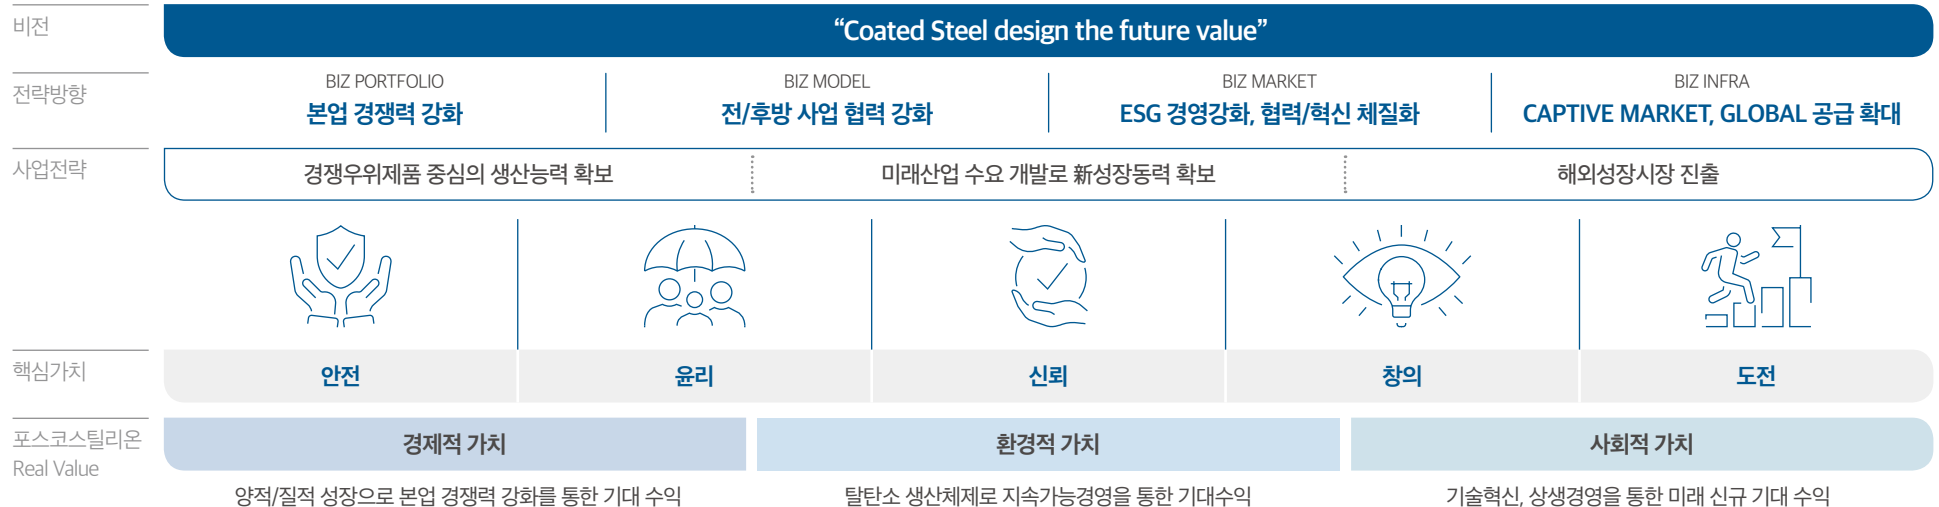 비전
“Coated Steel design the future value”
전략방향
BIZ PORTFOLIO
본업 경쟁력 강화
BIZ MODEL
전/후방 사업 협력 강화
BIZ MARKET
ESG 경영강화, 협력/혁신 체질화
BIZ INFRA
CAPTIVE MARKET, GLOBAL 공급 확대
사업전략
경쟁우위제품 중심의 생산능력 확보
미래산업 수요 개발로 新성장동력 확보
해외성장시장 진출
핵심가치
안전
윤리
신뢰
창의
도전
포스코스틸리온
Real Value
경제적 가치
환경적 가치
사회적 가치
양적/질적 성장으로 본업 경쟁력 강화를 통한 기대 수익
탈탄소 생산체제로 지속가능경영을 통한 기대수익
기술혁신, 상생경영을 통한 미래 신규 기대 수익